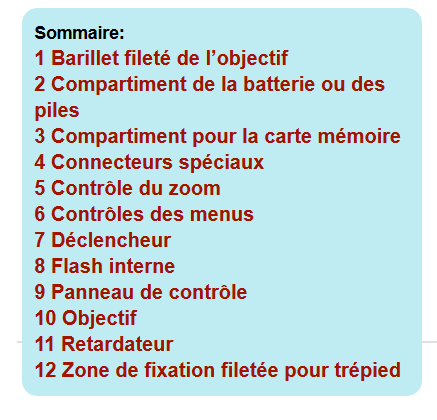 Sommaire:
1 Barillet fileté de l’objectif
2 Compartiment de la batterie ou des
piles
3 Compartiment pour la carte mémoire
4 Connecteurs spéciaux
5 Contrôle du zoom
6 Contrôles des menus
7 Déclencheur
8 Flash interne
9 Panneau de contrôle
10 Objectif
11 Retardateur
12 Zone de fixation filetée pour trépied